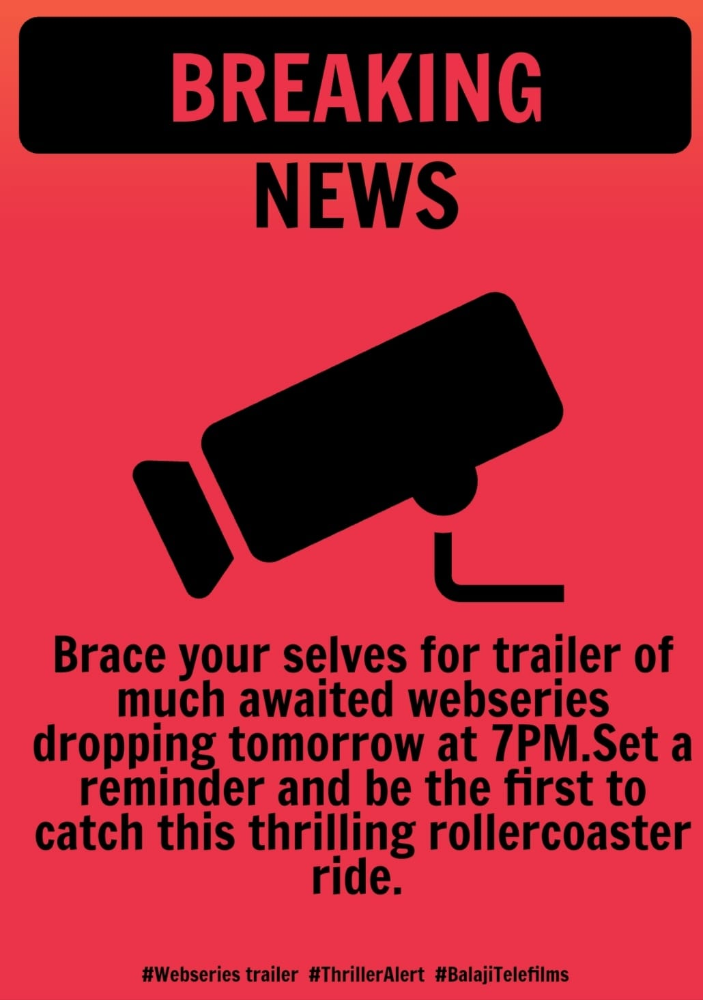 BREAKING
NEWS
Brace your selves for trailer of
much awaited webseries
dropping tomorrow at 7PM.Set a
reminder and be the first to
catch this thrilling rollercoaster
ride.
#Webseries trailer #ThrillerAlert #BalajiTelefilms